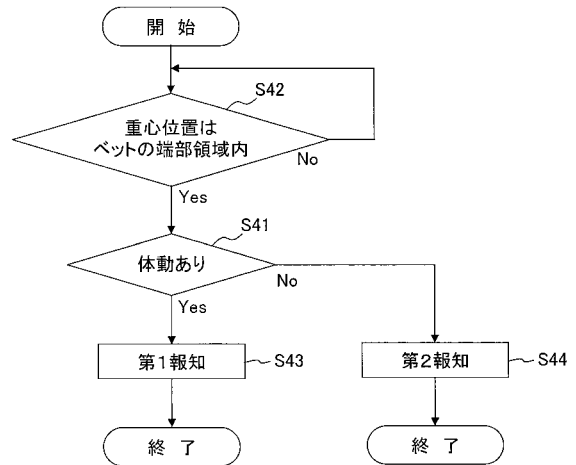 開 始
S42
重心位置は
ベットの端部領域内
No
Yes
S41
体動あり
No
Yes
第1報知
S43
第2報知
S44
終 了
終 了